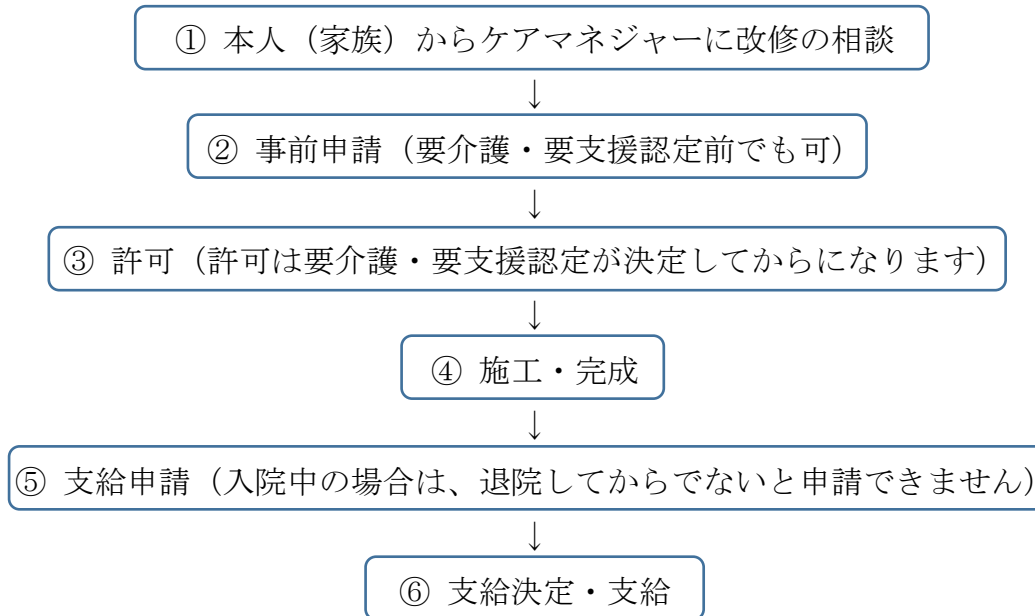 ① 本人（家族）からケアマネジャーに改修の相談
↓
② 事前申請（要介護・要支援認定前でも可）
↓
③ 許可（許可は要介護・要支援認定が決定してからになります）
↓
④ 施工・完成
↓
⑤ 支給申請（入院中の場合は、退院してからでないと申請できません）
↓
⑥ 支給決定・支給